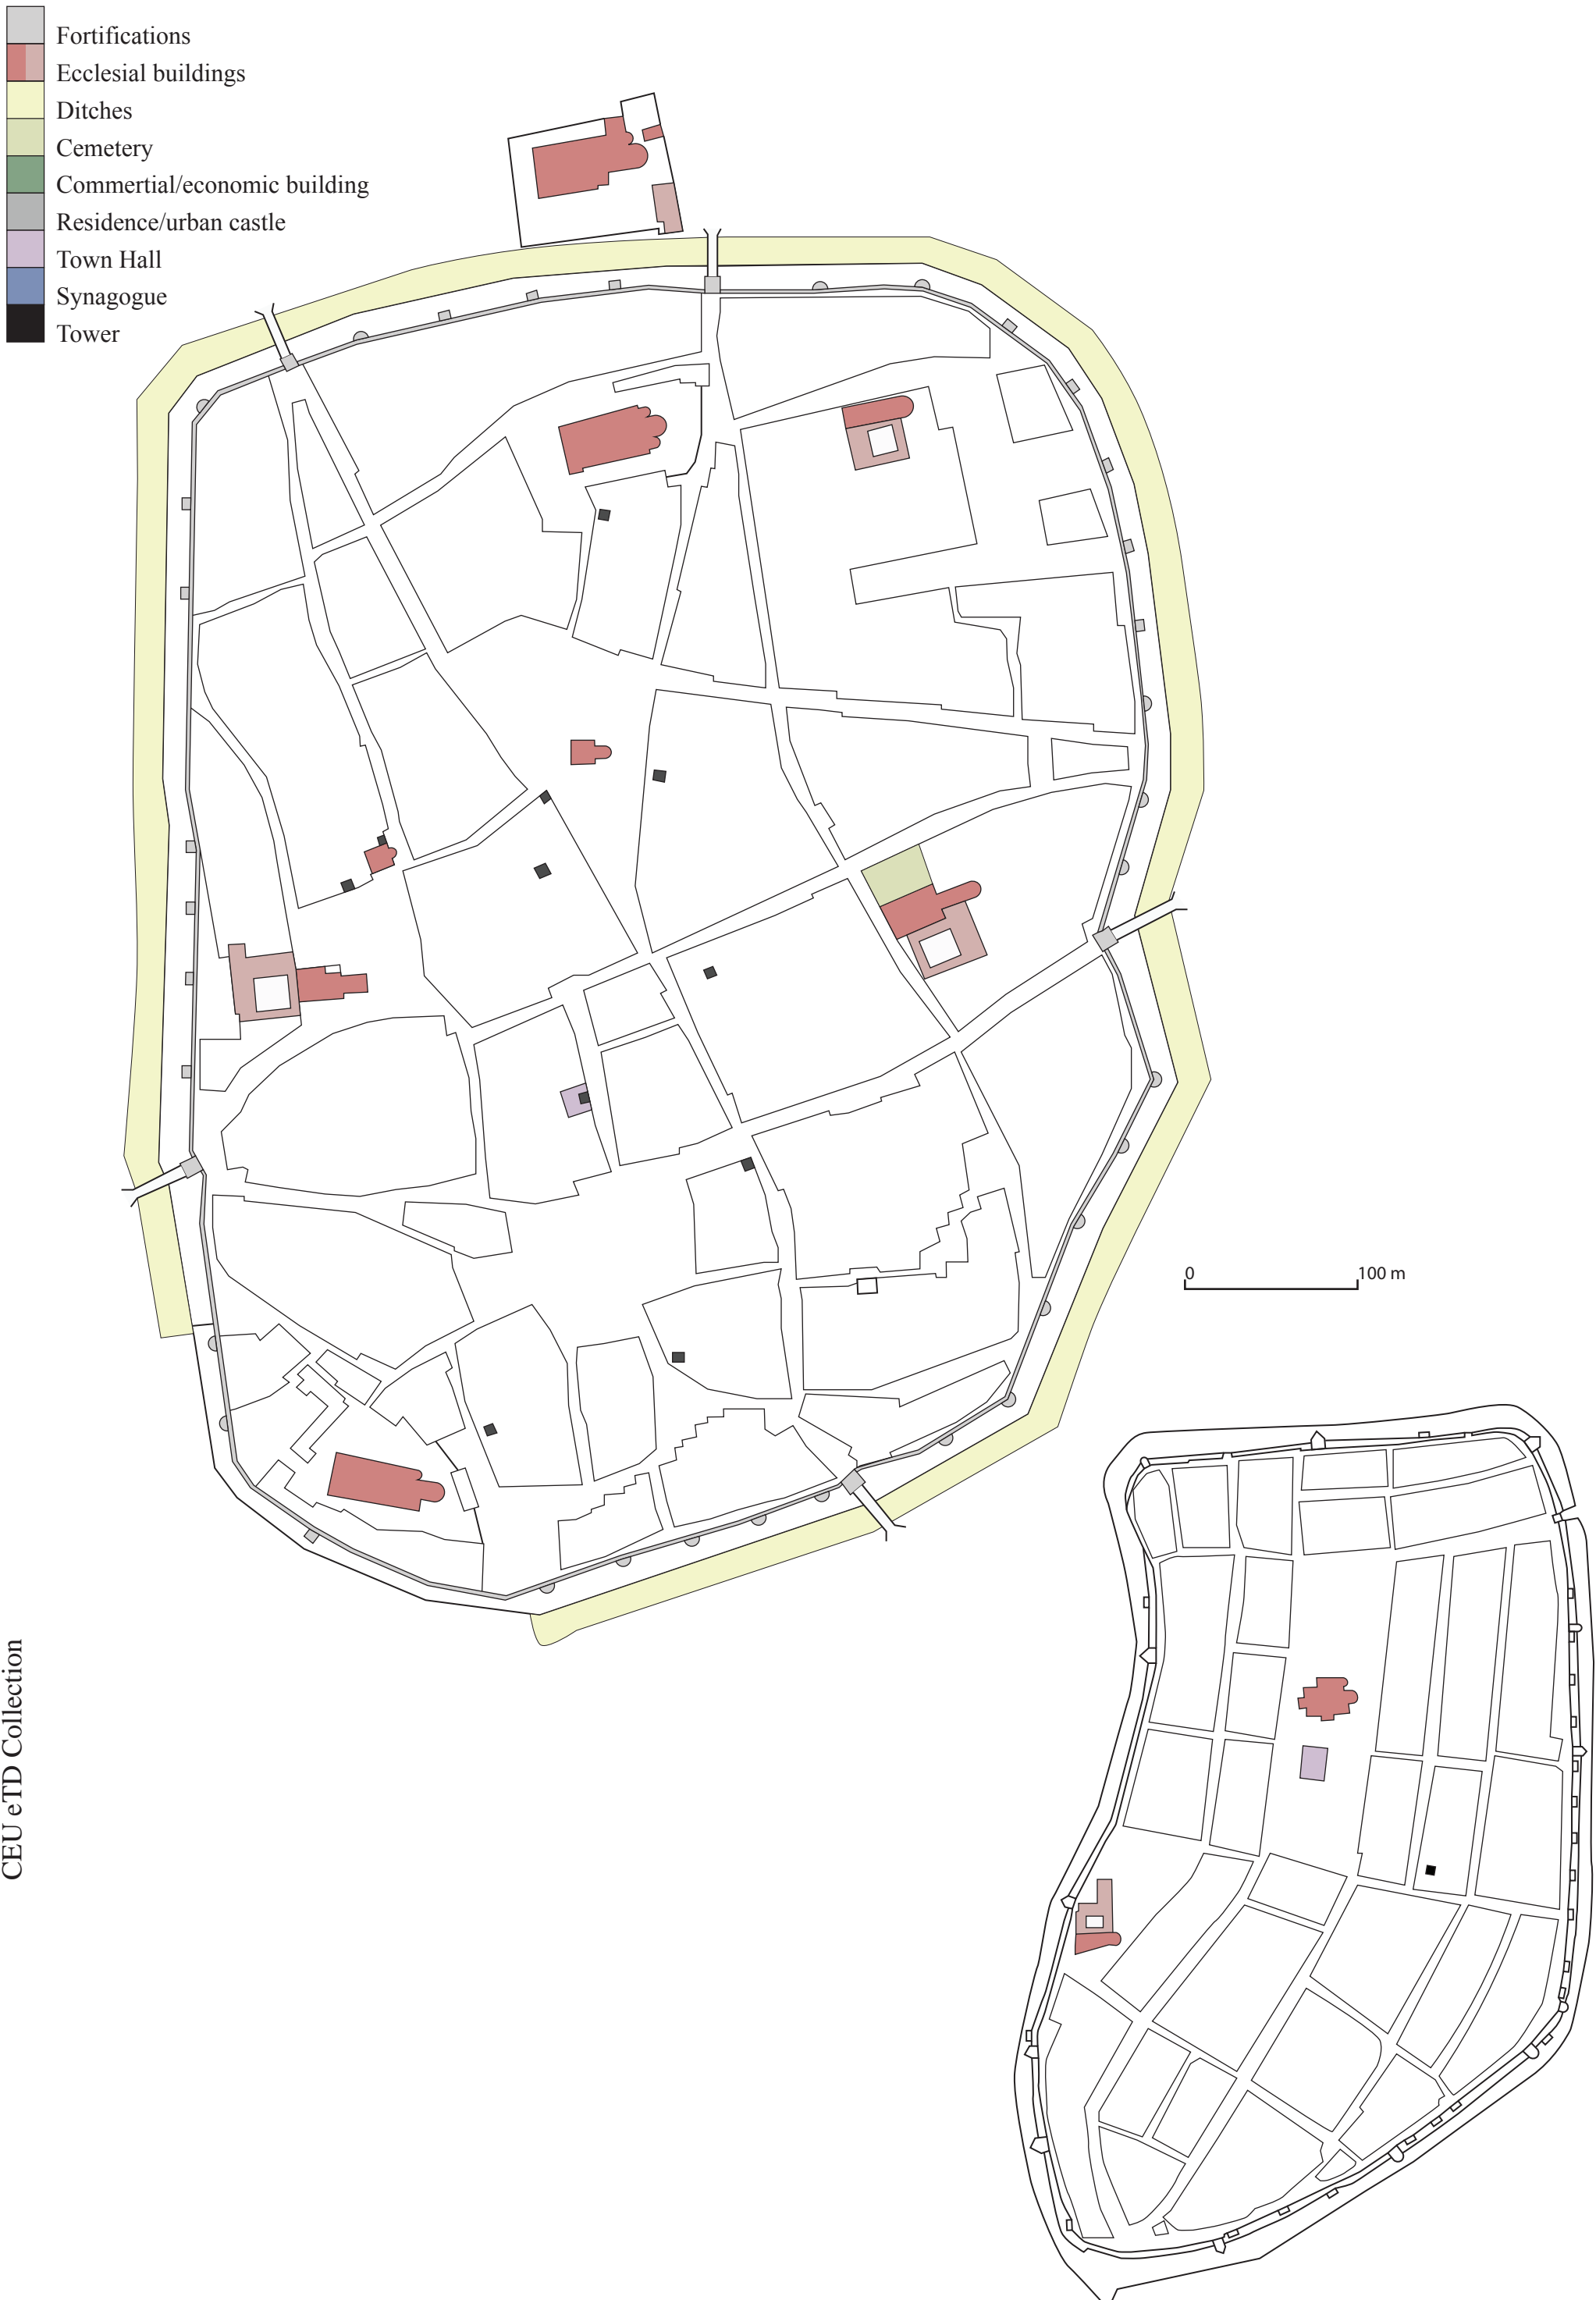 Fortifications
Ecclesial buildings
Ditches
Cemetery
Commertial/economic building
Residence/urban castle
Town Hall
Synagogue
Tower
0 100 m
CEU eTD Collection